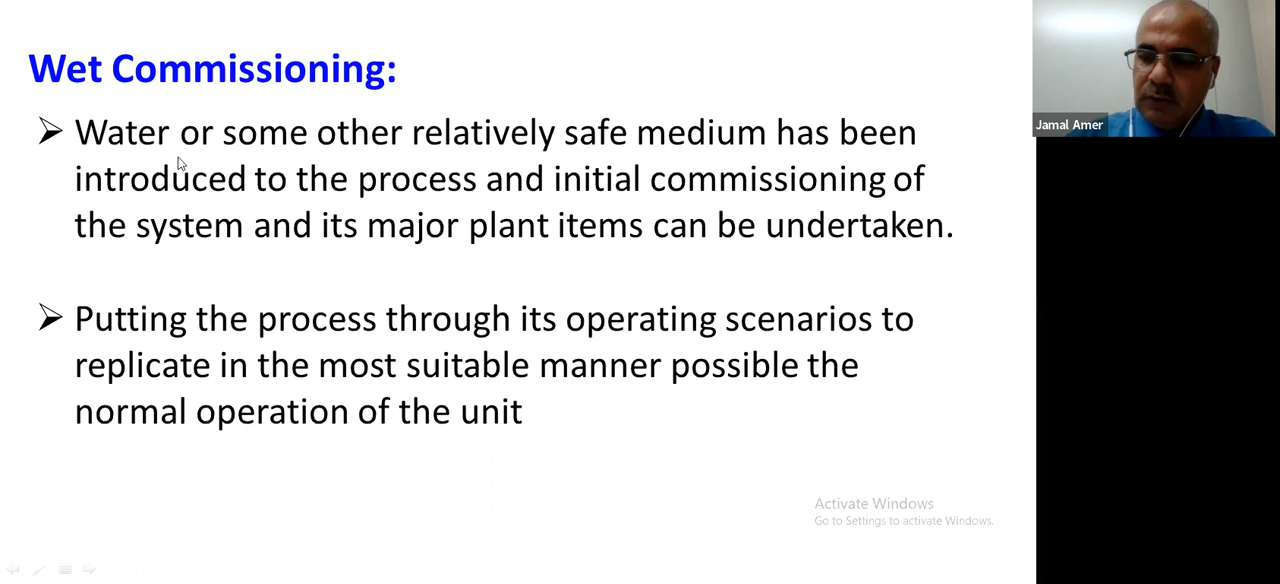 Wet Commissioning:
Water or some other relatively safe medium has been
introduced to the process and initial commissioning of
the system and its major plant items can be undertaken.
Putting the process through its operating scenarios to
replicate in the most suitable manner possible the
normal operation of the unit
Activate Windows
Go to Settings to activate Windows.
Jamal Amer